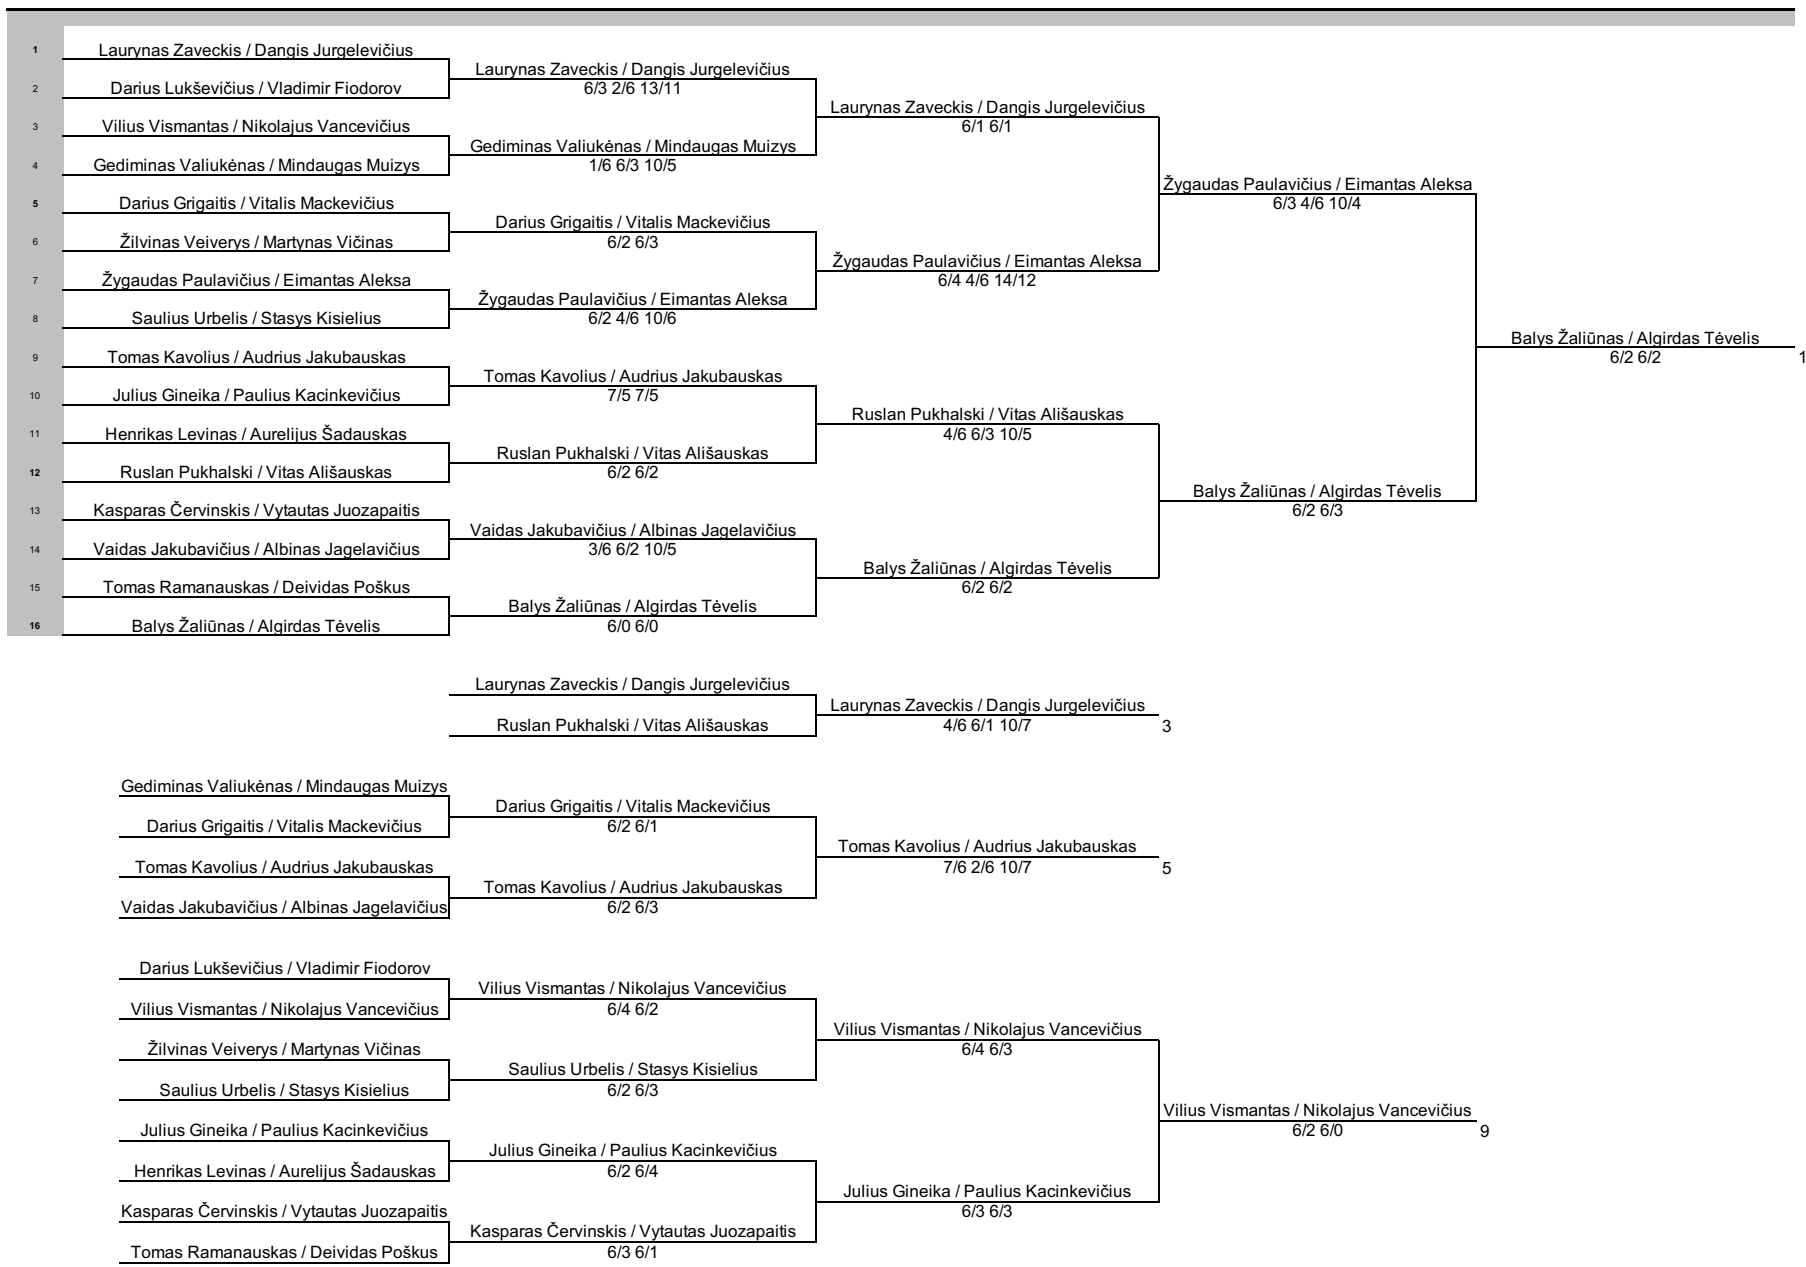 1 Laurynas Zaveckis / Dangis Jurgelevičius
Laurynas Zaveckis / Dangis Jurgelevičius
2 Darius Lukševičius / Vladimir Fiodorov
6/3 2/6 13/11
Laurynas Zaveckis / Dangis Jurgelevičius
3 Vilius Vismantas / Nikolajus Vancevičius
6/1 6/1
Gediminas Valiukėnas / Mindaugas Muizys
4 Gediminas Valiukėnas / Mindaugas Muizys
1/6 6/3 10/5
Žygaudas Paulavičius / Eimantas Aleksa
5 Darius Grigaitis / Vitalis Mackevičius
6/3 4/6 10/4
Darius Grigaitis / Vitalis Mackevičius
6 Žilvinas Veiverys / Martynas Vičinas
6/2 6/3
Žygaudas Paulavičius / Eimantas Aleksa
7 Žygaudas Paulavičius / Eimantas Aleksa
6/4 4/6 14/12
Žygaudas Paulavičius / Eimantas Aleksa
8 Saulius Urbelis / Stasys Kisielius
6/2 4/6 10/6
Balys Žaliūnas / Algirdas Tėvelis
9 Tomas Kavolius / Audrius Jakubauskas
6/2 6/2 1
Tomas Kavolius / Audrius Jakubauskas
10 Julius Gineika / Paulius Kacinkevičius
7/5 7/5
Ruslan Pukhalski / Vitas Ališauskas
11 Henrikas Levinas / Aurelijus Šadauskas
4/6 6/3 10/5
Ruslan Pukhalski / Vitas Ališauskas
12 Ruslan Pukhalski / Vitas Ališauskas
6/2 6/2
Balys Žaliūnas / Algirdas Tėvelis
13 Kasparas Červinskis / Vytautas Juozapaitis
6/2 6/3
Vaidas Jakubavičius / Albinas Jagelavičius
14 Vaidas Jakubavičius / Albinas Jagelavičius
3/6 6/2 10/5
Balys Žaliūnas / Algirdas Tėvelis
15 Tomas Ramanauskas / Deividas Poškus
6/2 6/2
Balys Žaliūnas / Algirdas Tėvelis
16 Balys Žaliūnas / Algirdas Tėvelis
6/0 6/0
Laurynas Zaveckis / Dangis Jurgelevičius
Laurynas Zaveckis / Dangis Jurgelevičius
Ruslan Pukhalski / Vitas Ališauskas
4/6 6/1 10/7 3
Gediminas Valiukėnas / Mindaugas Muizys
Darius Grigaitis / Vitalis Mackevičius
Darius Grigaitis / Vitalis Mackevičius
6/2 6/1
Tomas Kavolius / Audrius Jakubauskas
Tomas Kavolius / Audrius Jakubauskas
7/6 2/6 10/7 5
Tomas Kavolius / Audrius Jakubauskas
Vaidas Jakubavičius / Albinas Jagelavičius
6/2 6/3
Darius Lukševičius / Vladimir Fiodorov
Vilius Vismantas / Nikolajus Vancevičius
Vilius Vismantas / Nikolajus Vancevičius
6/4 6/2
Vilius Vismantas / Nikolajus Vancevičius
Žilvinas Veiverys / Martynas Vičinas
6/4 6/3
Saulius Urbelis / Stasys Kisielius
Saulius Urbelis / Stasys Kisielius
6/2 6/3
Vilius Vismantas / Nikolajus Vancevičius
Julius Gineika / Paulius Kacinkevičius
6/2 6/0 9
Julius Gineika / Paulius Kacinkevičius
Henrikas Levinas / Aurelijus Šadauskas
6/2 6/4
Julius Gineika / Paulius Kacinkevičius
Kasparas Červinskis / Vytautas Juozapaitis
6/3 6/3
Kasparas Červinskis / Vytautas Juozapaitis
Tomas Ramanauskas / Deividas Poškus
6/3 6/1